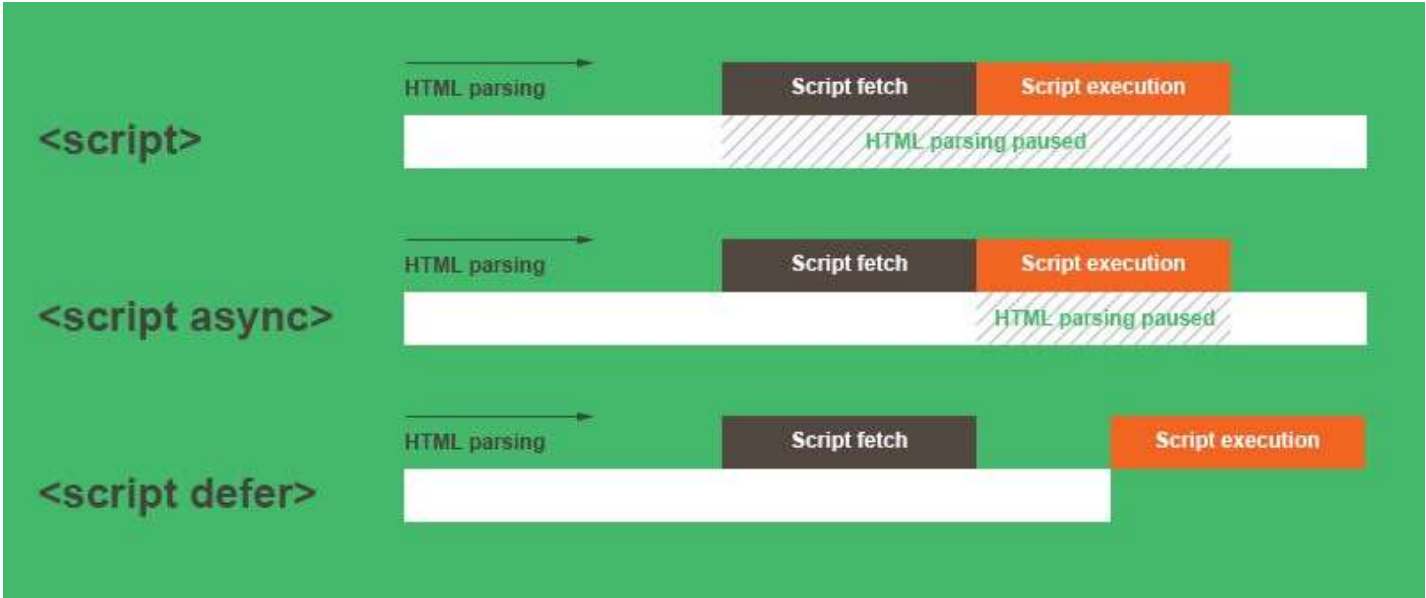 HTML parsing
Script fetch
Script execution
<script>
HTML parsing paused
HTML parsing
Script fetch
Script execution
<script async>
HTML parsing paused
HTML parsing
Script fetch
Script execution
<script defer>